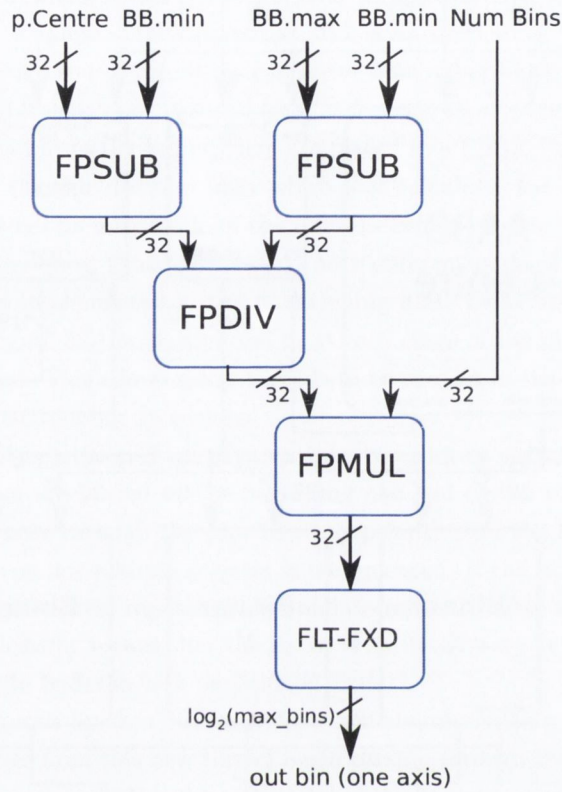 p.Centre BB.min BB.max BB.min Num Bins
32 32 32 32
FPSUB FPSUB
32 32
FPDIV
32 32
FPMUL
32
FLT-FXD
log₂(max_bins)
out bin (one axis)